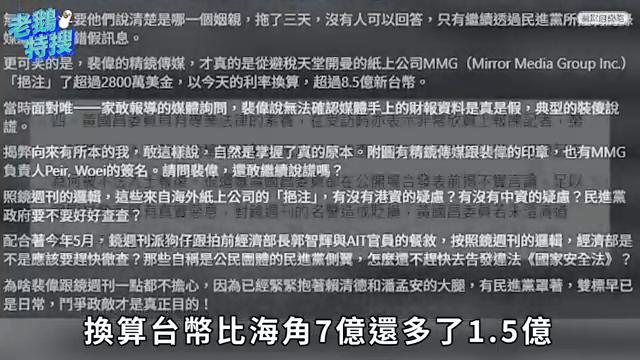 老鵝特搜
要他們說清楚是哪一個姻親，拖了三天，沒有人可以回答，只有繼續透過民進黨所
錯假訊息。
更可笑的是，裴偉的精鏡傳媒，才真的是從避稅天堂開曼的紙上公司MMG（Mirror Media Group Inc.）
「挹注」了超過2800萬美金，以今天的利率換算，超過8.5億新台幣。
當時面對唯一一家敢報導的媒體詢問，裴偉說無法確認媒體手上的財報資料是真是假，典型的裝傻說
謊。
揭弊向來有所本的我，敢這樣說，自然是掌握了真的原本。附圖有精鏡傳媒跟裴偉的印章，也有MMG
負責人Peir, Woei的簽名。請問裴偉，還敢繼續說謊嗎？
照鏡週刊的邏輯，這些來自海外紙上公司的「挹注」，有沒有港資的疑慮？有沒有中資的疑慮？民進黨
政府要不要好好查查？
配合著今年5月，鏡週刊派狗仔跟拍前經濟部長郭智輝與AIT官員的餐敘，按照鏡週刊的邏輯，經濟部是
不是應該要趕快徹查？那些自稱是公民團體的民進黨側翼，怎麼還不趕快去告發違法《國家安全法》？
為啥裴偉跟鏡週刊一點都不擔心，因為已經緊緊抱著賴清德和潘孟安的大腿，有民進黨罩著，雙標早已
是日常，鬥爭政敵才是真正目的！
換算台幣比海角7億還多了1.5億